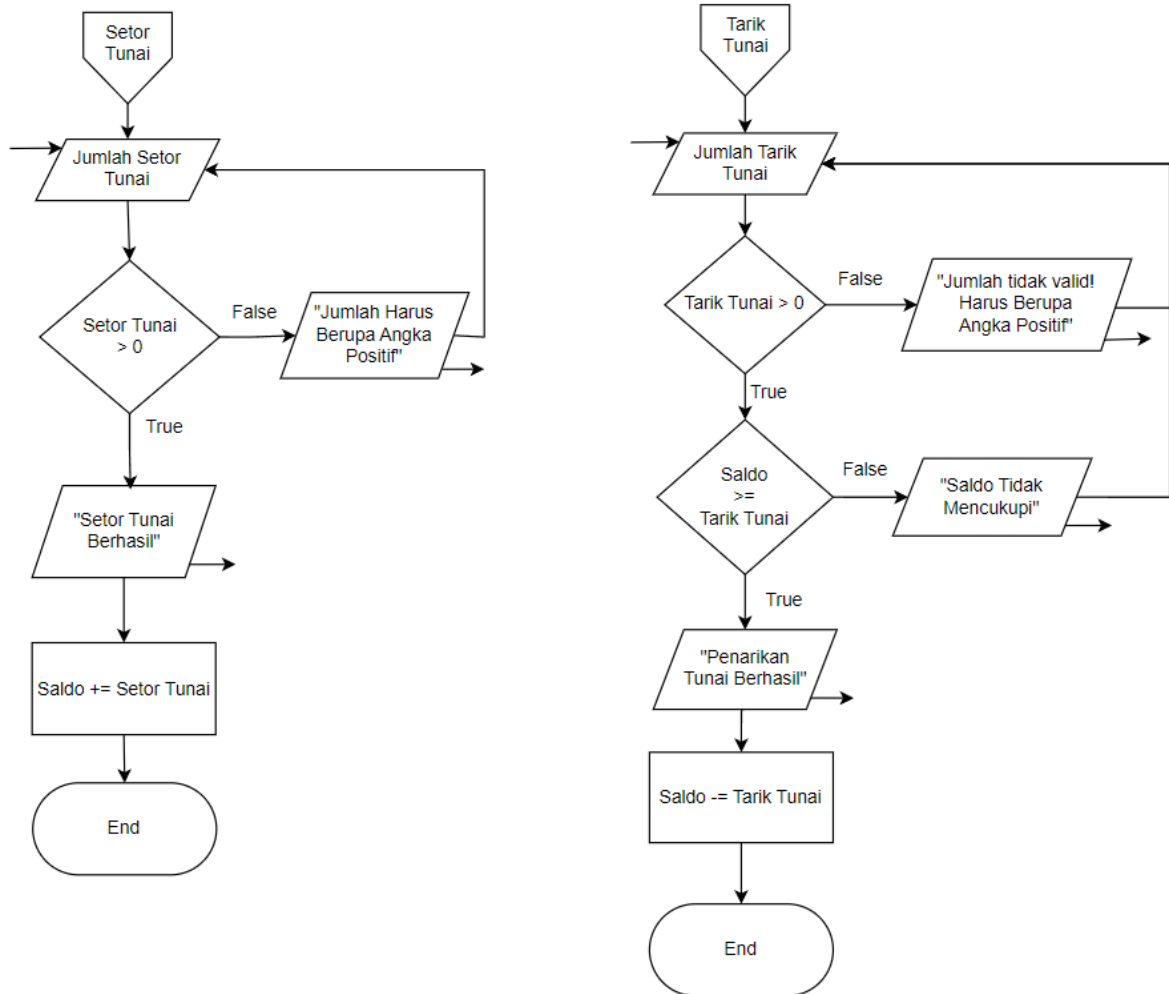 Setor
Tunai
Jumlah Setor
Tunai
Setor Tunai
> 0
False
"Jumlah Harus
Berupa Angka
Positif"
True
"Setor Tunai
Berhasil"
Saldo += Setor Tunai
End
Tarik
Tunai
Jumlah Tarik
Tunai
Tarik Tunai > 0
False
"Jumlah tidak valid!
Harus Berupa
Angka Positif"
True
Saldo
>=
Tarik Tunai
False
"Saldo Tidak
Mencukupi"
True
"Penarikan
Tunai Berhasil"
Saldo -= Tarik Tunai
End